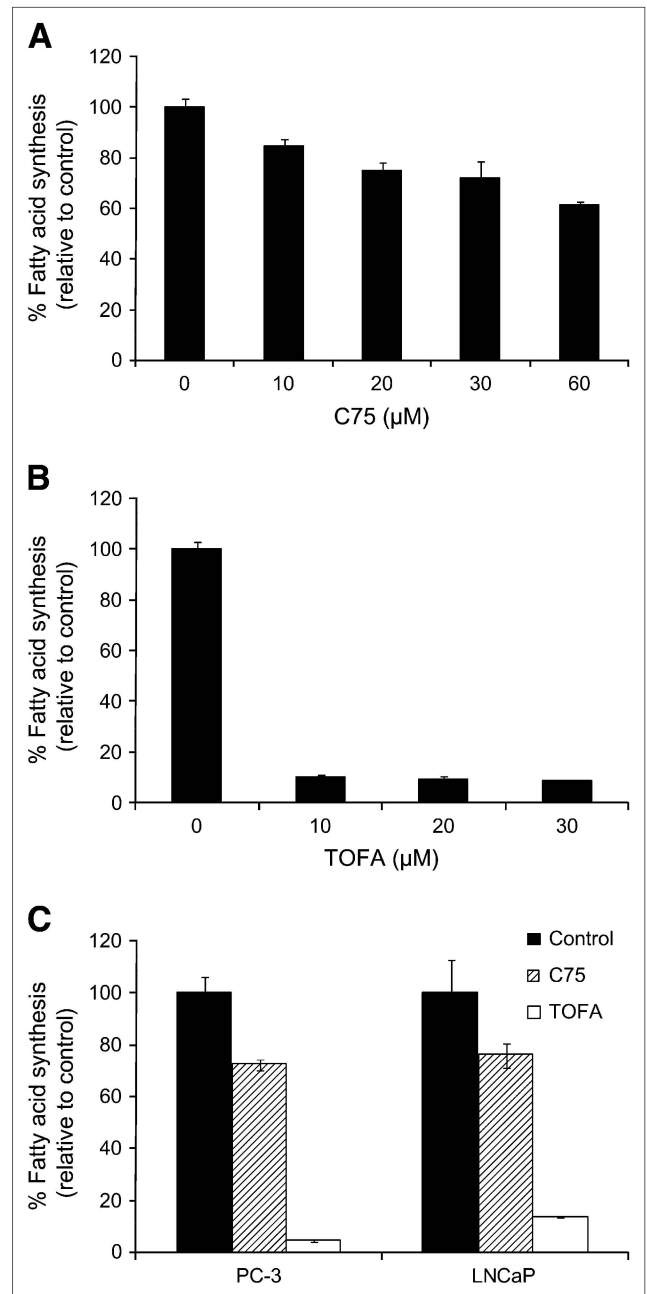 A
% Fatty acid synthesis
(relative to control)
120
100
80
60
40
20
0
0 10 20 30 60
C75 (µM)
B
% Fatty acid synthesis
(relative to control)
120
100
80
60
40
20
0
0 10 20 30
TOFA (µM)
C
% Fatty acid synthesis
(relative to control)
120
100
80
60
40
20
0
Control
C75
TOFA
PC-3 LNCaP